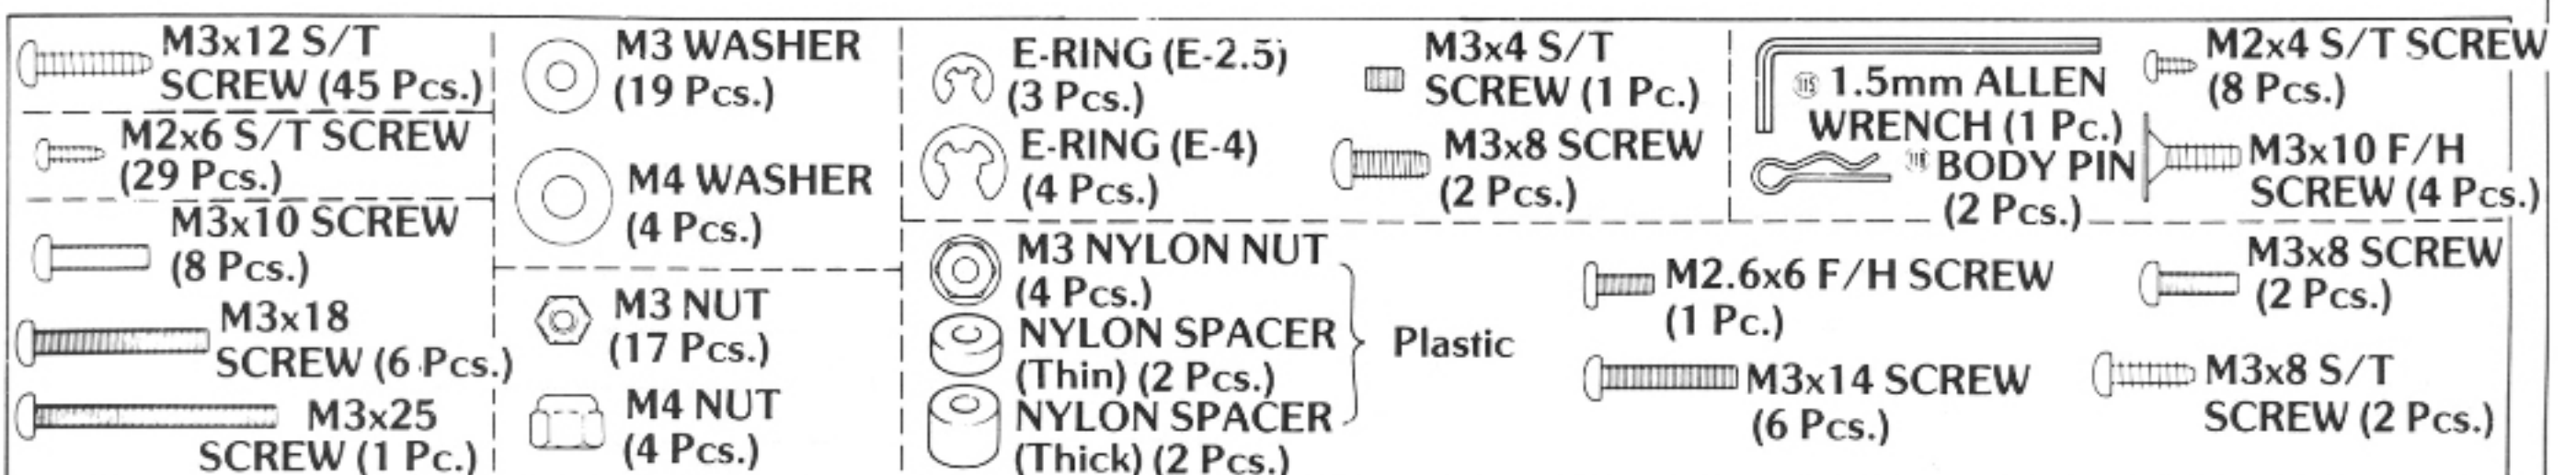 M3x12 S/T
SCREW (45 Pcs.)
M2x6 S/T SCREW
(29 Pcs.)
M3x10 SCREW
(8 Pcs.)
M3x18
SCREW (6 Pcs.)
M3x25
SCREW (1 Pc.)
M3 WASHER
(19 Pcs.)
M4 WASHER
(4 Pcs.)
M3 NUT
(17 Pcs.)
M4 NUT
(4 Pcs.)
E-RING (E-2.5)
(3 Pcs.)
E-RING (E-4)
(4 Pcs.)
M3x4 S/T
SCREW (1 Pc.)
M3x8 SCREW
(2 Pcs.)
115 1.5mm ALLEN
WRENCH (1 Pc.)
116 BODY PIN
(2 Pcs.)
M2x4 S/T SCREW
(8 Pcs.)
M3x10 F/H
SCREW (4 Pcs.)
M3 NYLON NUT
(4 Pcs.)
NYLON SPACER
(Thin) (2 Pcs.)
NYLON SPACER
(Thick) (2 Pcs.)
Plastic
M2.6x6 F/H SCREW
(1 Pc.)
M3x14 SCREW
(6 Pcs.)
M3x8 SCREW
(2 Pcs.)
M3x8 S/T
SCREW (2 Pcs.)